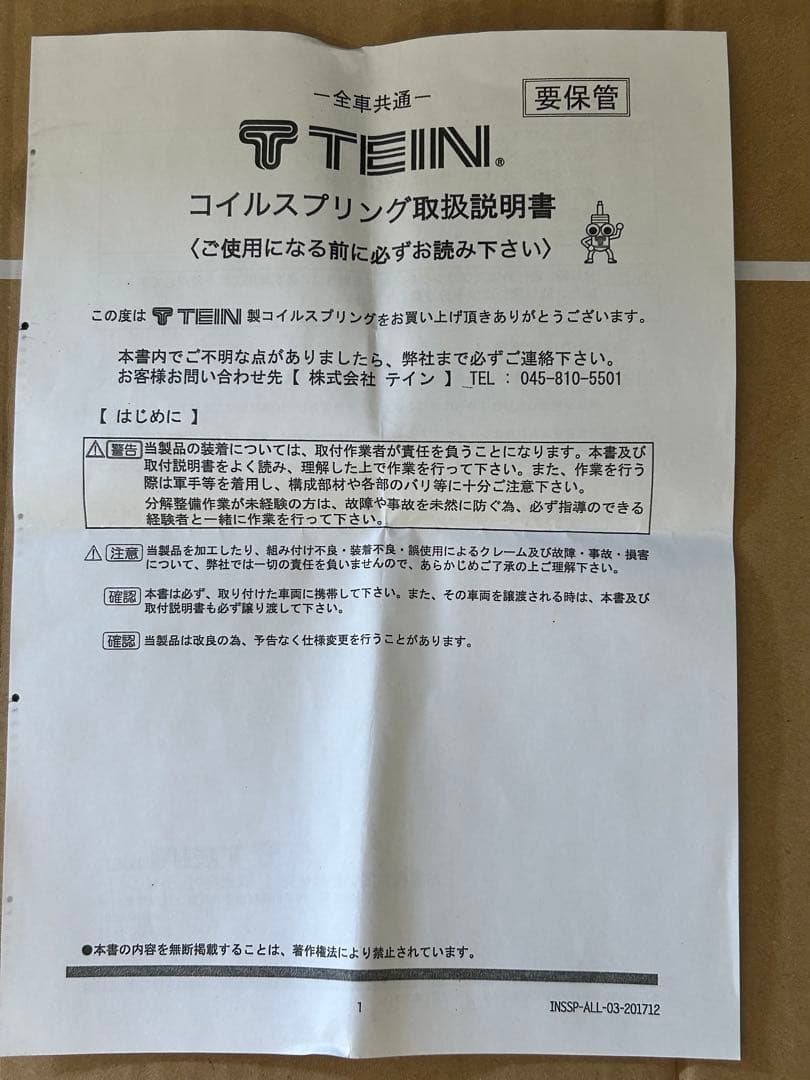 －全車共通－
要保管
TEIN®
コイルスプリング取扱説明書
〈ご使用になる前に必ずお読み下さい〉
この度は TEIN 製コイルスプリングをお買い上げ頂きありがとうございます。
本書内でご不明な点がありましたら、弊社まで必ずご連絡下さい。
お客様お問い合わせ先【 株式会社 テイン 】 TEL : 045-810-5501
【 はじめに 】
警告 当製品の装着については、取付作業者が責任を負うことになります。本書及び
取付説明書をよく読み、理解した上で作業を行って下さい。また、作業を行う
際は軍手等を着用し、構成部材や各部のバリ等に十分ご注意下さい。
分解整備作業が未経験の方は、故障や事故を未然に防ぐ為、必ず指導のできる
経験者と一緒に作業を行って下さい。
注意 当製品を加工したり、組み付け不良・装着不良・誤使用によるクレーム及び故障・事故・損害
について、弊社では一切の責任を負いませんので、あらかじめご了承の上ご理解下さい。
確認 本書は必ず、取り付けた車両に携帯して下さい。また、その車両を譲渡される時は、本書及び
取付説明書も必ず譲り渡して下さい。
確認 当製品は改良の為、予告なく仕様変更を行うことがあります。
●本書の内容を無断掲載することは、著作権法により禁止されています。
1
INSSP-ALL-03-201712